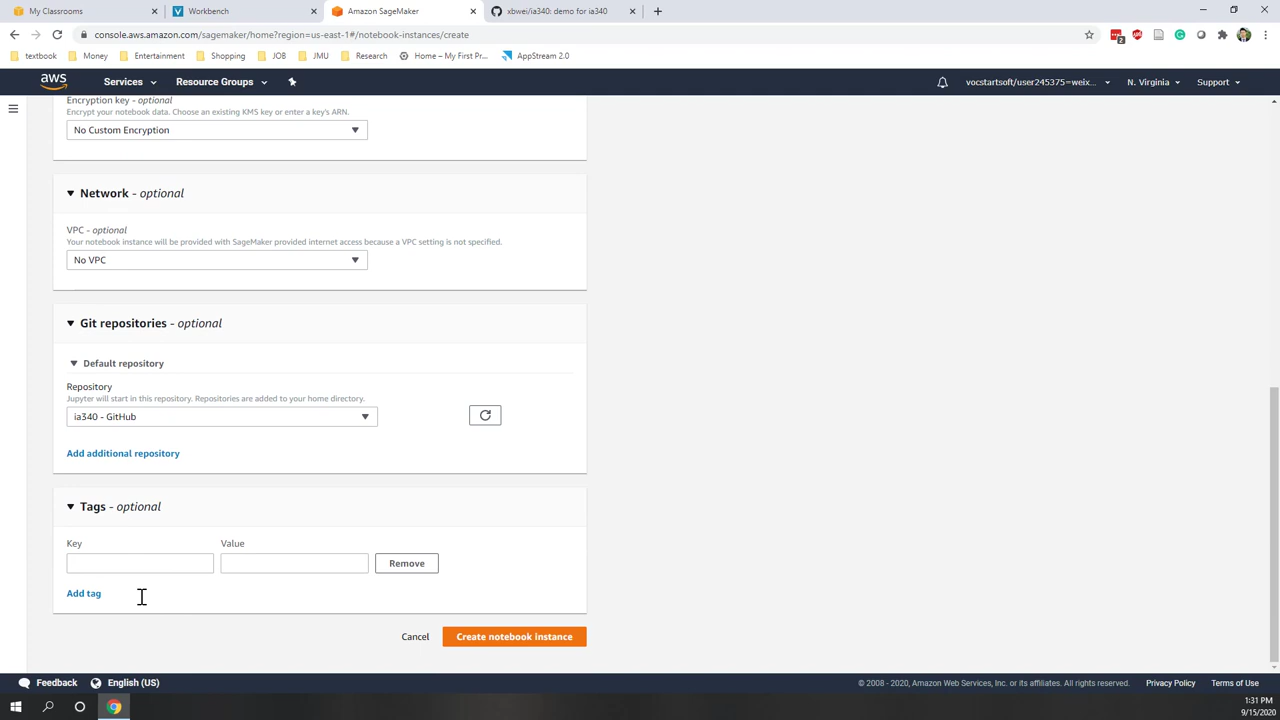 My Classrooms
Workbench
Amazon SageMaker
xbwei/ia340: demo for ia340
console.aws.amazon.com/sagemaker/home?region=us-east-1#/notebook-instances/create
2
textbook
Money
Entertainment
Shopping
JOB
JMU
Research
Home – My First Pr...
AppStream 2.0
aws
Services
Resource Groups
vocstartsoft/user245375=weix...
N. Virginia
Support
Encryption key - optional
Encrypt your notebook data. Choose an existing KMS key or enter a key's ARN.
No Custom Encryption
Network - optional
VPC - optional
Your notebook instance will be provided with SageMaker provided internet access because a VPC setting is not specified.
No VPC
Git repositories - optional
Default repository
Repository
Jupyter will start in this repository. Repositories are added to your home directory.
ia340 - GitHub
Add additional repository
Tags - optional
Key
Value
Remove
Add tag
Cancel
Create notebook instance
Feedback
English (US)
© 2008 - 2020, Amazon Web Services, Inc. or its affiliates. All rights reserved.
Privacy Policy
Terms of Use
1:31 PM
9/15/2020